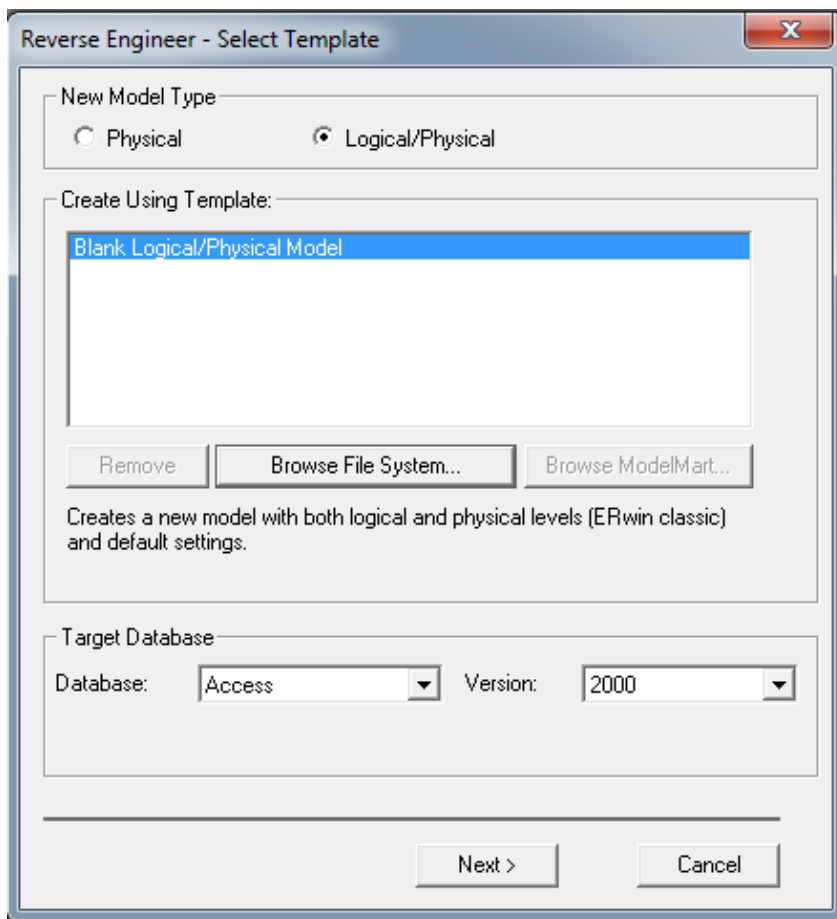 Reverse Engineer - Select Template
New Model Type
Physical
Logical/Physical
Create Using Template:
Blank Logical/Physical Model
Remove
Browse File System...
Browse ModelMart...
Creates a new model with both logical and physical levels (ERwin classic)
and default settings.
Target Database
Database:
Access
Version:
2000
Next >
Cancel